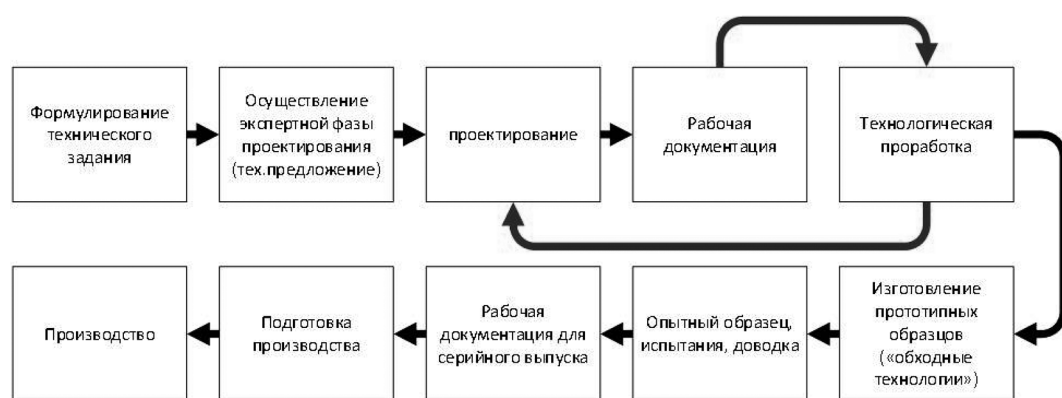 Формулирование
технического
задания
Осуществление
экспертной фазы
проектирования
(тех.предложение)
проектирование
Рабочая
документация
Технологическая
проработка
Производство
Подготовка
производства
Рабочая
документация для
серийного выпуска
Опытный образец,
испытания, доводка
Изготовление
прототипных
образцов
(«обходные
технологии»)